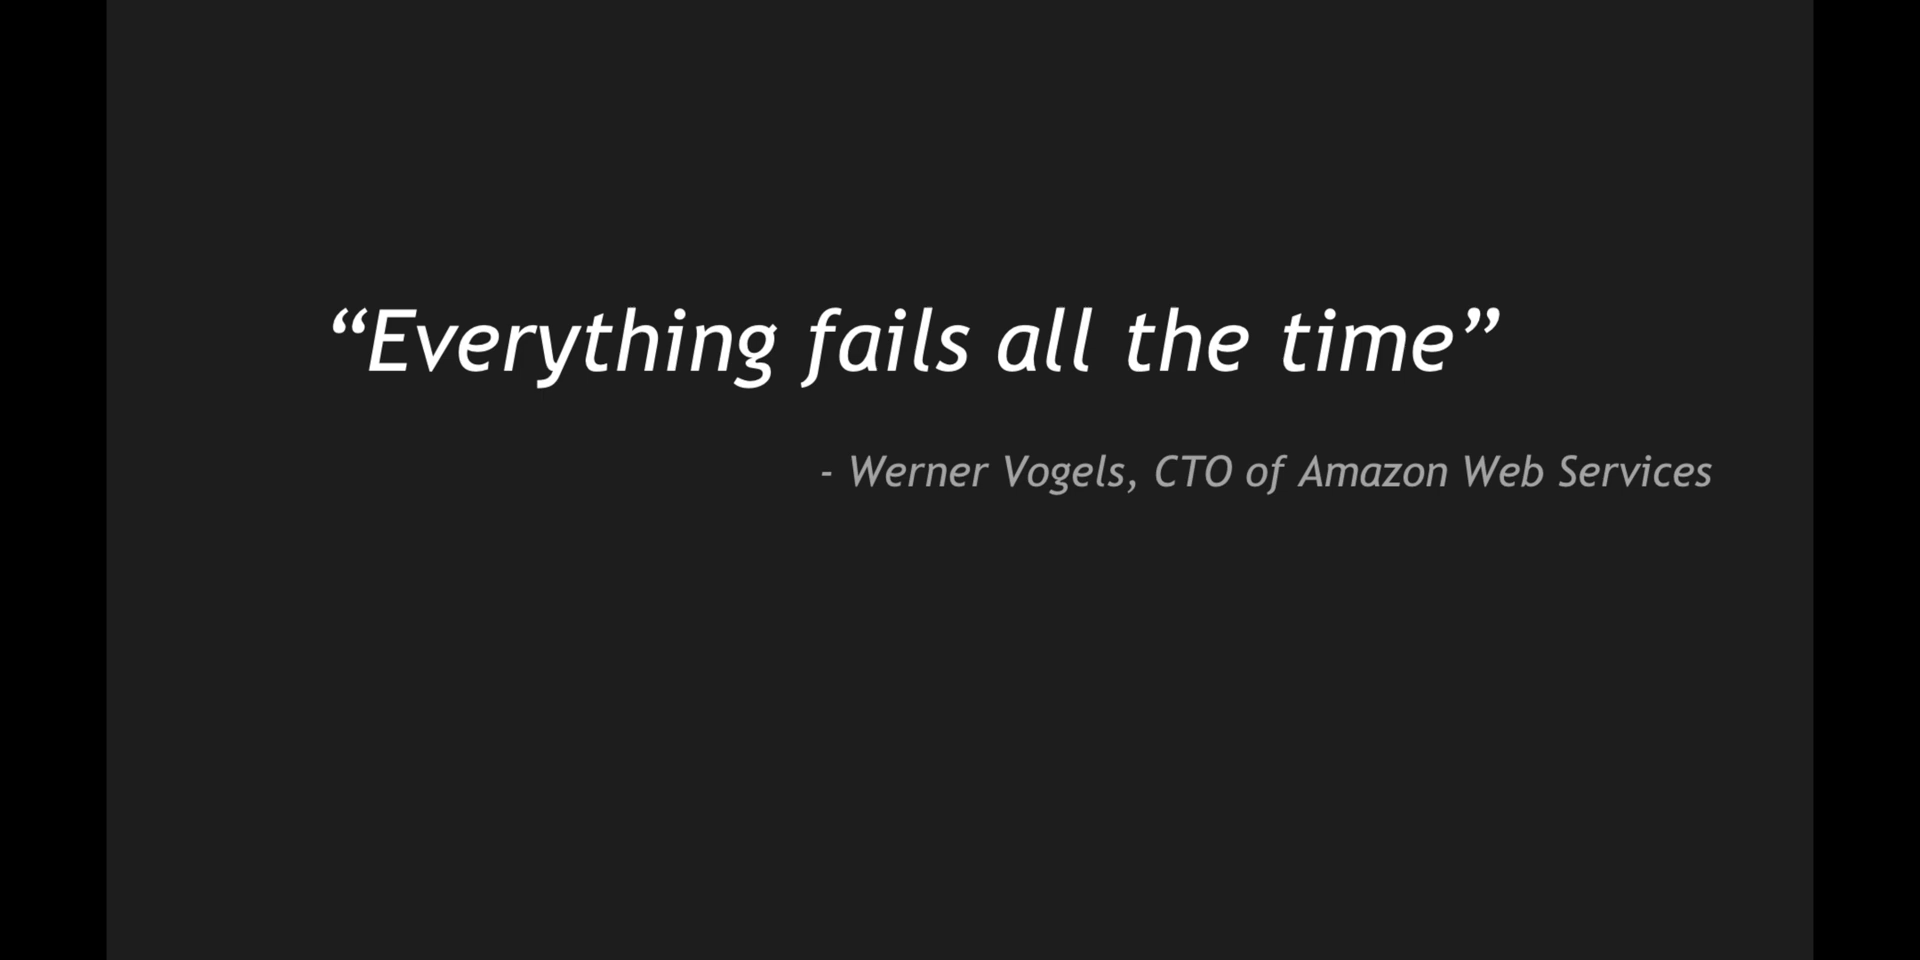 “Everything fails all the time”
- Werner Vogels, CTO of Amazon Web Services